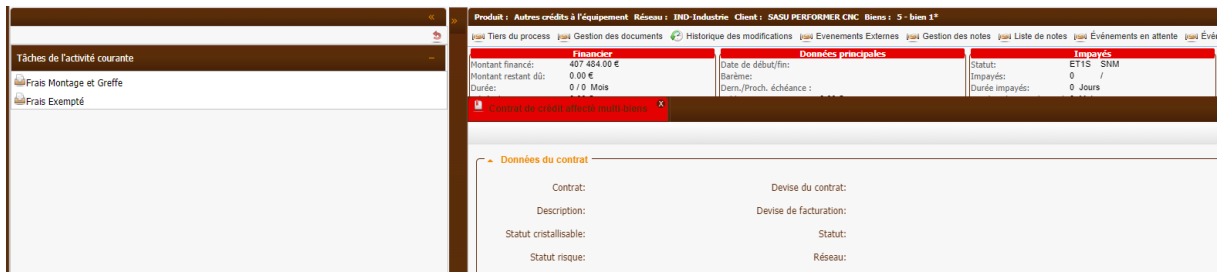 Produit : Autres crédits à l'équipement Réseau : IND-Industrie Client : SASU PERFORMER CNC Biens : 5 - bien 1*
Tiers du process Gestion des documents Historique des modifications Evenements Externes Gestion des notes Liste de notes Événements en attente Évé
Tâches de l'activité courante
Frais Montage et Greffe
Frais Exempté
Financier
Montant financé: 407 484.00 €
Montant restant dû: 0.00 €
Durée: 0 / 0 Mois
Données principales
Date de début/fin:
Barème:
Dern./Proch. échéance :
Impayés
Statut: ET1S SNM
Impayés: 0 /
Durée impayés: 0 Jours
Contrat de crédit affecté multi-biens X
Données du contrat
Contrat: Devise du contrat:
Description: Devise de facturation:
Statut cristallisable: Statut:
Statut risque: Réseau: